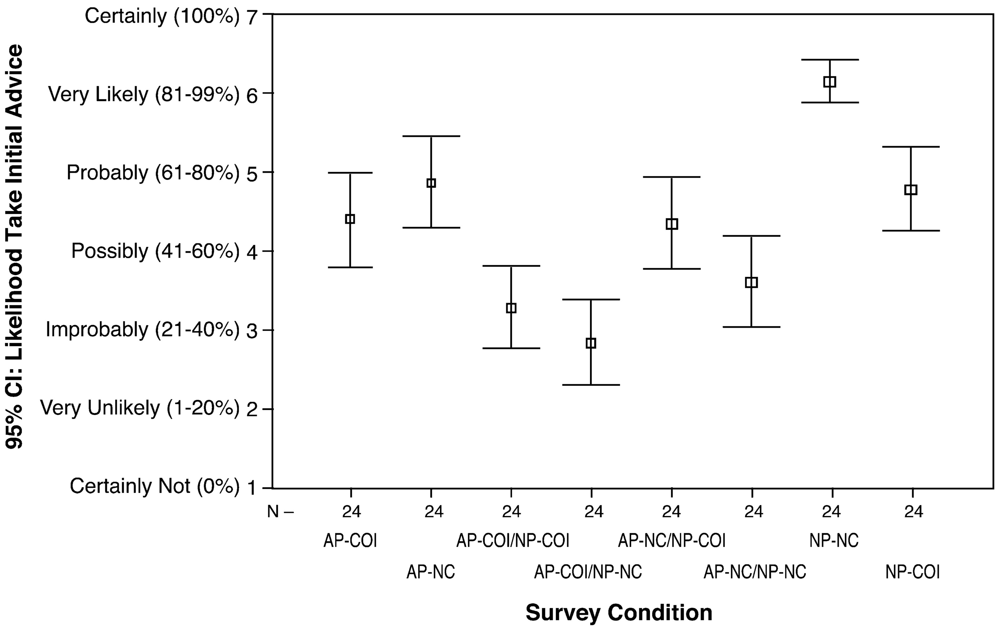 95% CI: Likelihood Take Initial Advice
Certainly (100%) 7
Very Likely (81-99%) 6
Probably (61-80%) 5
Possibly (41-60%) 4
Improbably (21-40%) 3
Very Unlikely (1-20%) 2
Certainly Not (0%) 1
N – 24 24 24 24 24 24 24 24
AP-COI AP-COI/NP-COI AP-NC/NP-COI NP-NC
AP-NC AP-COI/NP-NC AP-NC/NP-NC NP-COI
Survey Condition